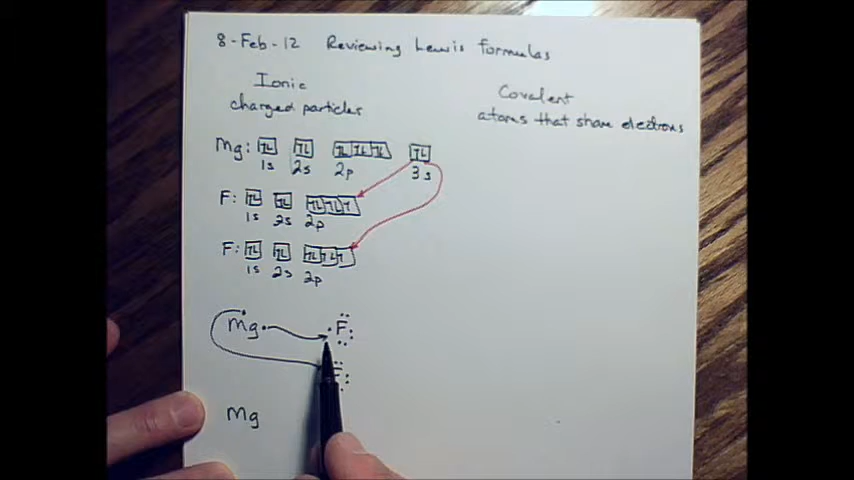 8-Feb-12 Reviewing Lewis formulas
Ionic
charged particles
Covalent
atoms that share electrons
Mg:
1s 2s 2p 3s
F:
1s 2s 2p
F:
1s 2s 2p
Mg F
Mg